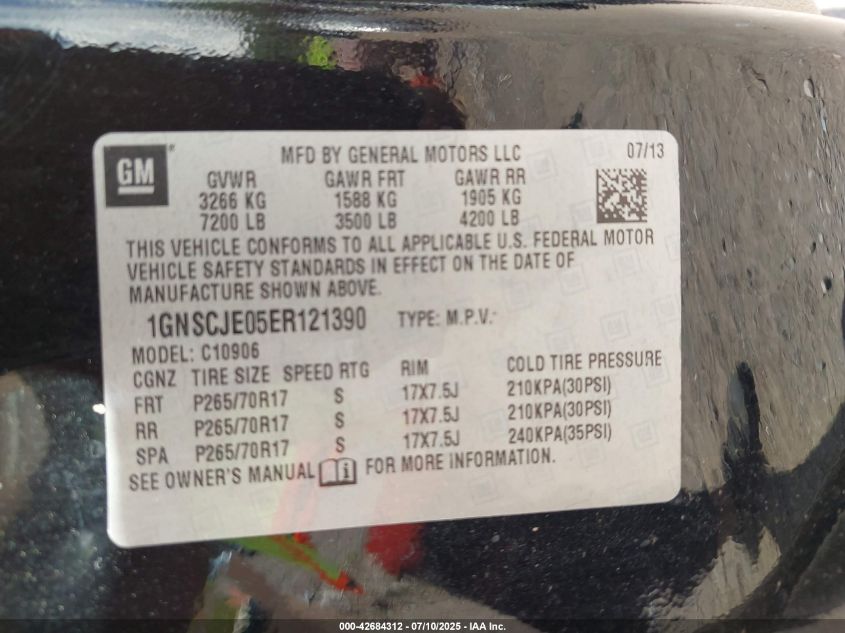 GM ® MFD BY GENERAL MOTORS LLC 07/13
GVWR GAWR FRT GAWR RR
3266 KG 1588 KG 1905 KG
7200 LB 3500 LB 4200 LB
THIS VEHICLE CONFORMS TO ALL APPLICABLE U.S. FEDERAL MOTOR
VEHICLE SAFETY STANDARDS IN EFFECT ON THE DATE OF
MANUFACTURE SHOWN ABOVE.
1GNSCJE05ER121390 TYPE: M.P.V.
MODEL: C10906
CGNZ TIRE SIZE SPEED RTG RIM COLD TIRE PRESSURE
FRT P265/70R17 S 17X7.5J 210KPA(30PSI)
RR P265/70R17 S 17X7.5J 210KPA(30PSI)
SPA P265/70R17 S 17X7.5J 240KPA(35PSI)
SEE OWNER'S MANUAL i FOR MORE INFORMATION.
000-42684312 - 07/10/2025 - IAA Inc.